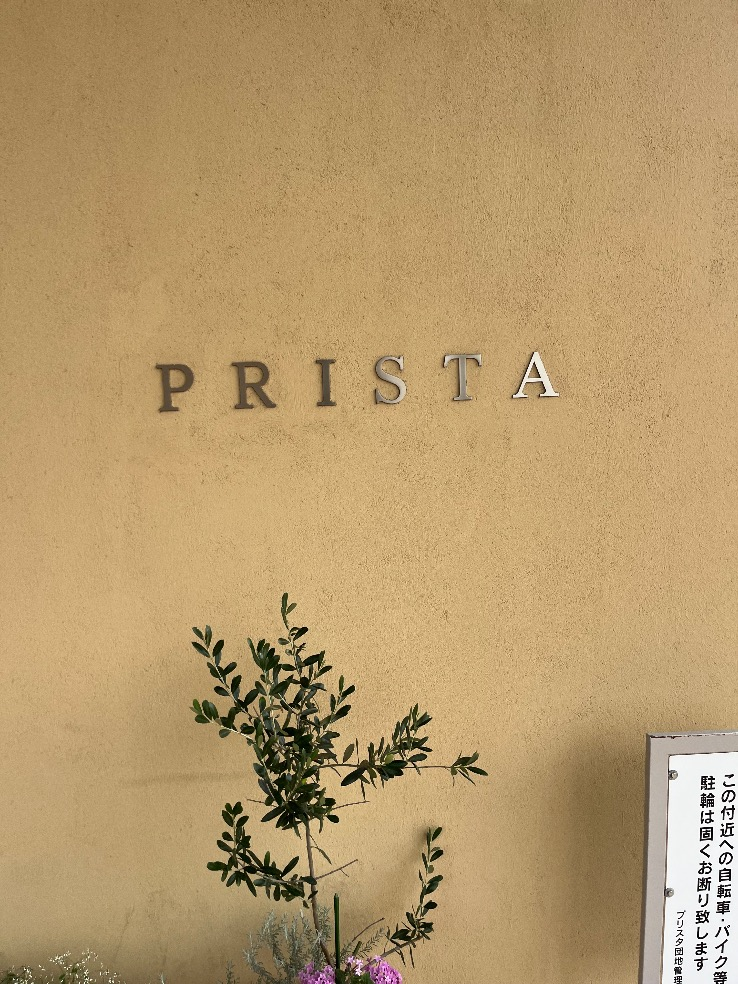 PRISTA
この付近への自転車・バイク等
駐輪は固くお断り致します
プリスタ団地管理